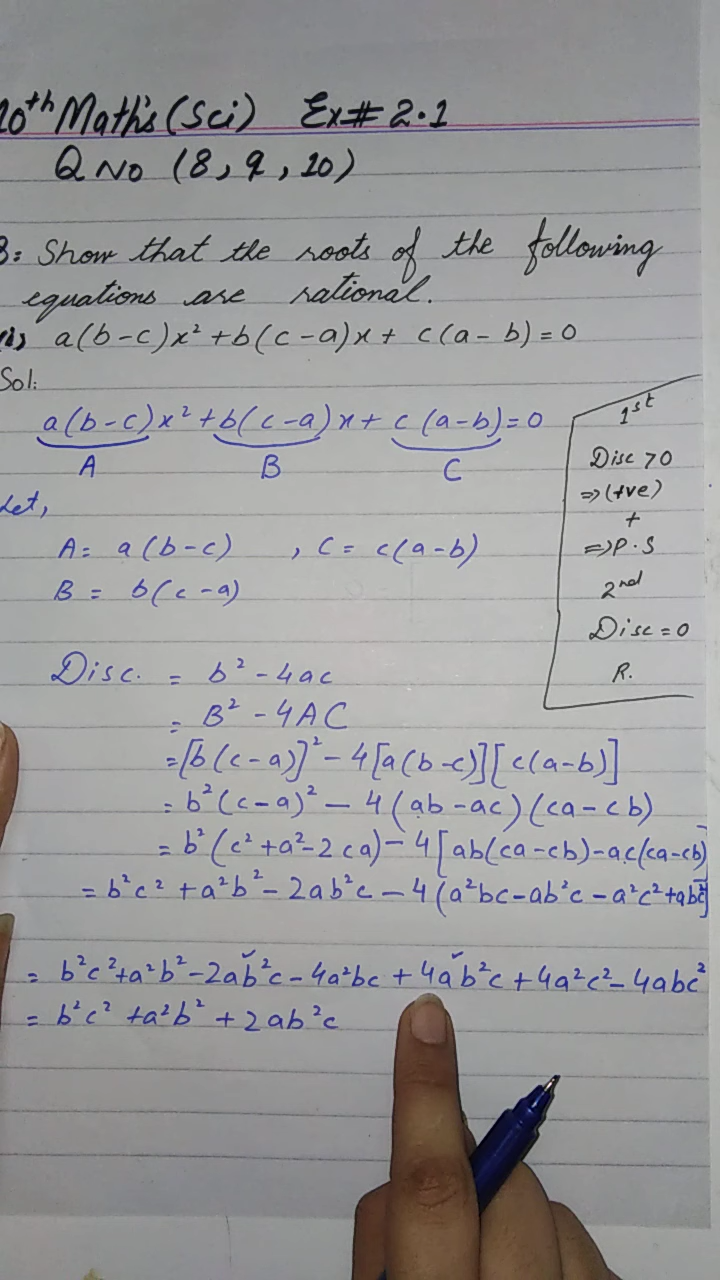 10th Maths (Sci) Ex# 2.1
Q No (8, 9, 10)
8: Show that the roots of the following
equations are rational.
(i), a(b-c)x² + b(c-a)x + c(a-b) = 0
Sol:
a(b-c)x² + b(c-a)x + c(a-b) = 0
A B C
Let,
A = a(b-c) , C = c(a-b)
B = b(c-a)
1st
Disc > 0
⇒ (+ve)
+
⇒ P.S
2nd
Disc = 0
R.
Disc. = b² - 4ac
= B² - 4AC
= [b(c-a)]² - 4[a(b-c)][c(a-b)]
= b²(c-a)² - 4(ab-ac)(ca-cb)
= b²(c²+a²-2ca) - 4[ab(ca-cb)-ac(ca-cb)]
= b²c² + a²b² - 2ab²c - 4(a²bc-ab²c-a²c²+abc²]
= b²c²+a²b²-2ab²c-4a²bc+4ab²c+4a²c²-4abc²
= b²c² + a²b² + 2ab²c